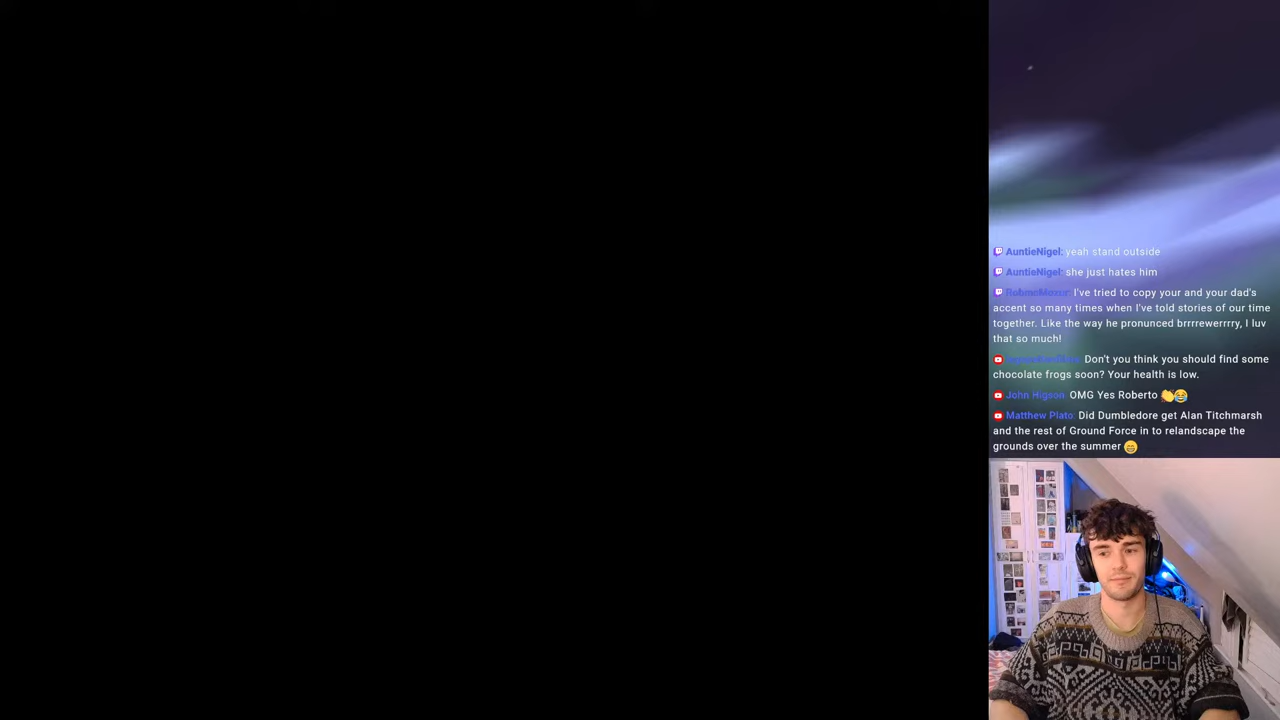 AuntieNigel: yeah stand outside
AuntieNigel: she just hates him
I've tried to copy your and your dad's
accent so many times when I've told stories of our time
together. Like the way he pronunced brrrrewerrrry, I luv
that so much!
Don't you think you should find some
chocolate frogs soon? Your health is low.
John Higson: OMG Yes Roberto 👏😂
Matthew Plato: Did Dumbledore get Alan Titchmarsh
and the rest of Ground Force in to relandscape the
grounds over the summer 😁